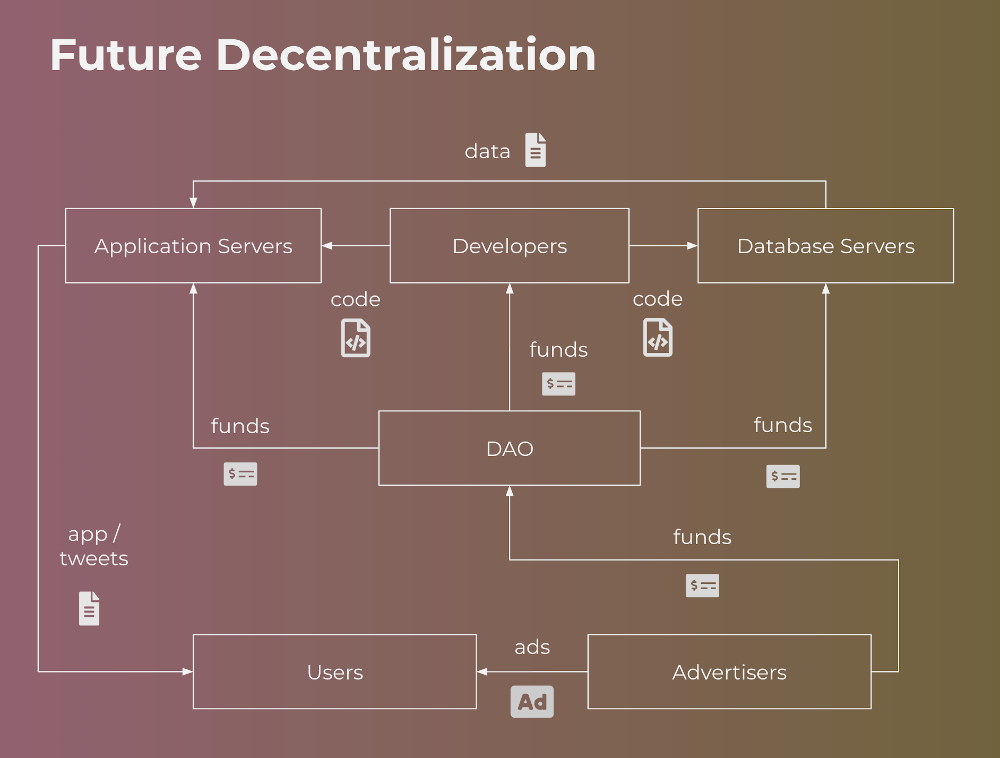 Future Decentralization
data
Application Servers
Developers
Database Servers
code
code
funds
$
funds
$
DAO
funds
$
app /
tweets
funds
$
Users
ads
Ad
Advertisers